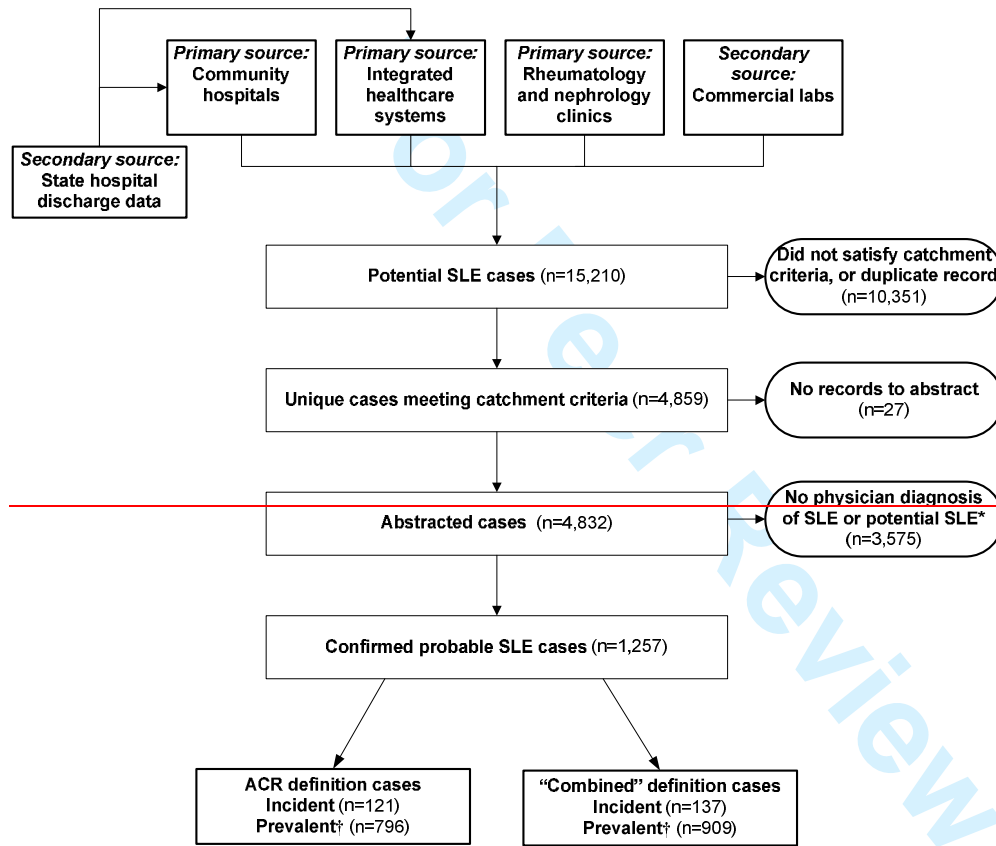 Primary source:
Community
hospitals
Primary source:
Integrated
healthcare
systems
Primary source:
Rheumatology
and nephrology
clinics
Secondary
source:
Commercial labs
Secondary source:
State hospital
discharge data
Potential SLE cases (n=15,210)
Did not satisfy catchment
criteria, or duplicate record
(n=10,351)
Unique cases meeting catchment criteria (n=4,859)
No records to abstract
(n=27)
Abstracted cases (n=4,832)
No physician diagnosis
of SLE or potential SLE*
(n=3,575)
Confirmed probable SLE cases (n=1,257)
ACR definition cases
Incident (n=121)
Prevalent† (n=796)
“Combined” definition cases
Incident (n=137)
Prevalent† (n=909)
Review